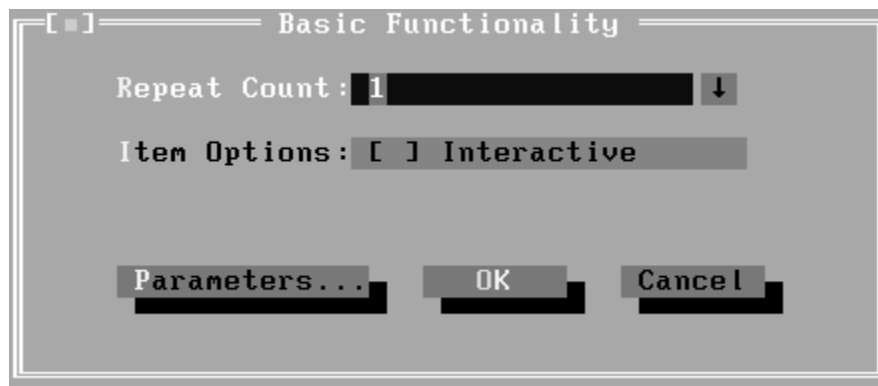 [■] Basic Functionality
Repeat Count: 1 ↓
Item Options: [ ] Interactive
Parameters... OK Cancel